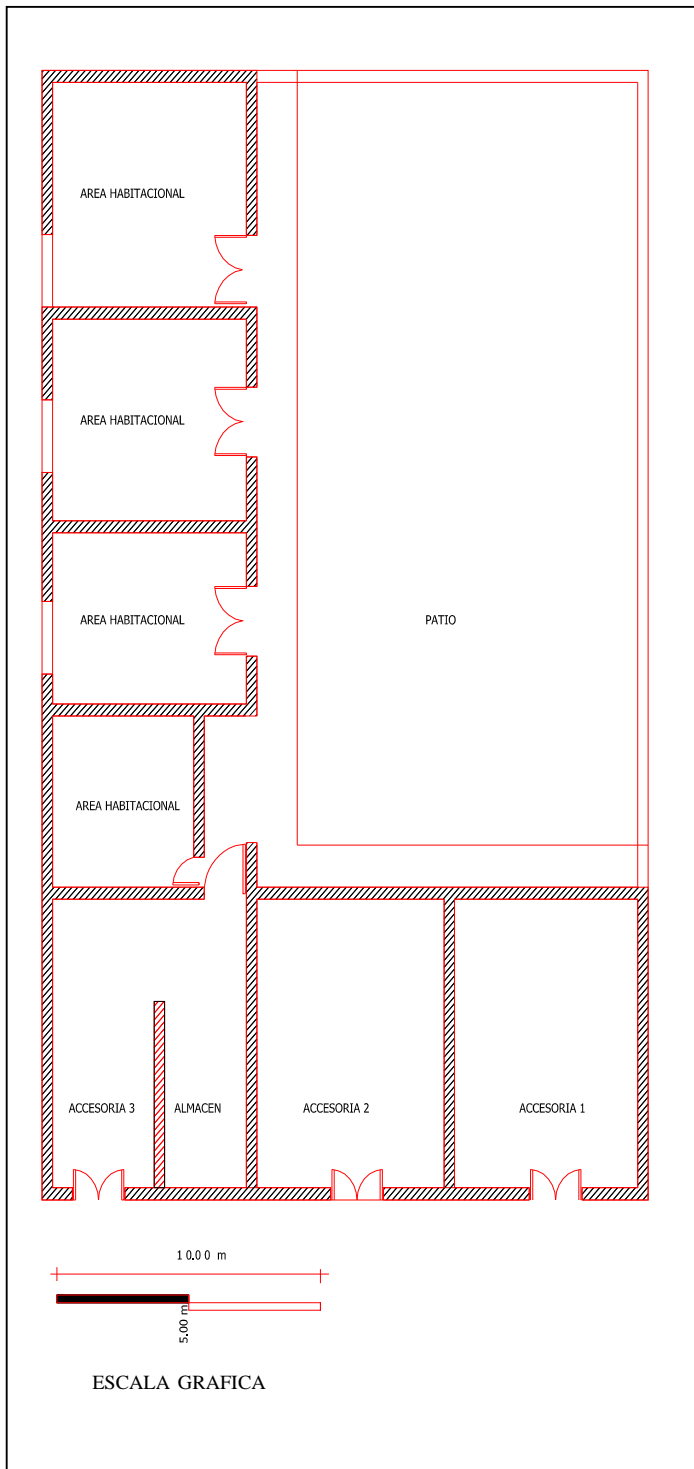 AREA HABITACIONAL
AREA HABITACIONAL
AREA HABITACIONAL
PATIO
AREA HABITACIONAL
ACCESORIA 3
ALMACEN
ACCESORIA 2
ACCESORIA 1
10.00 m
5.00 m
ESCALA GRAFICA